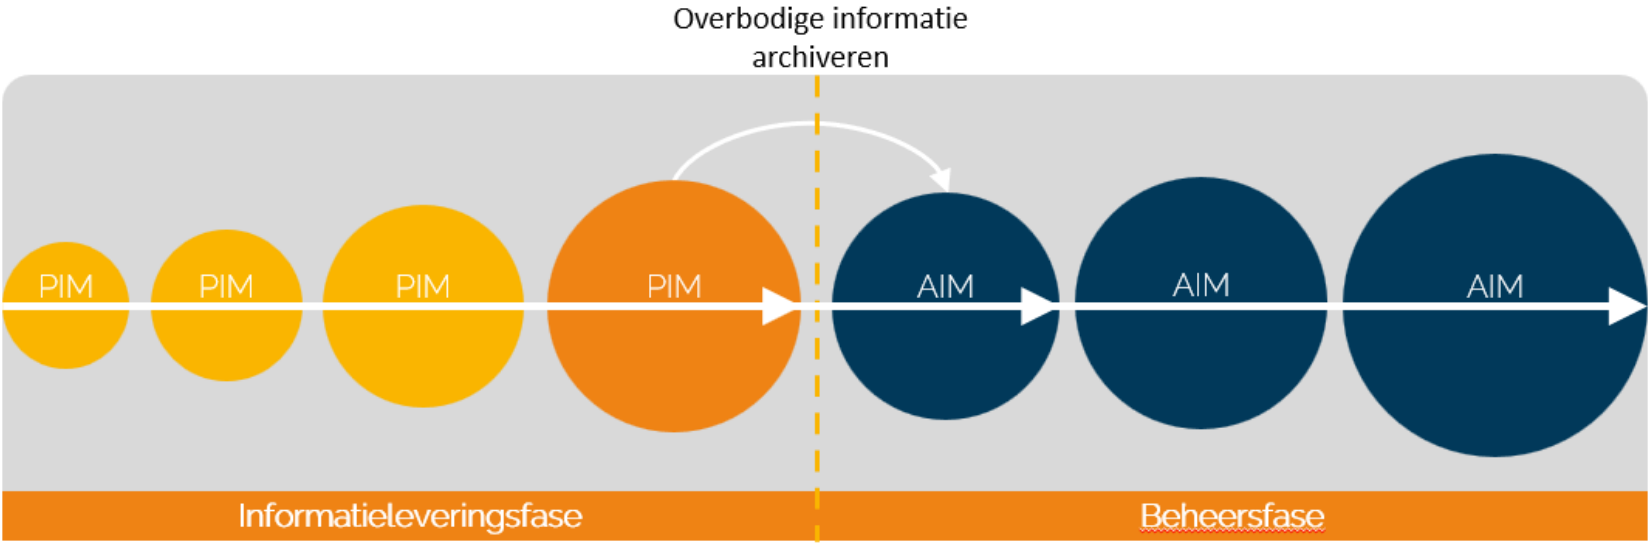 Overbodige informatie
archiveren
PIM
PIM
PIM
PIM
AIM
AIM
AIM
Informatieleveringsfase
Beheersfase